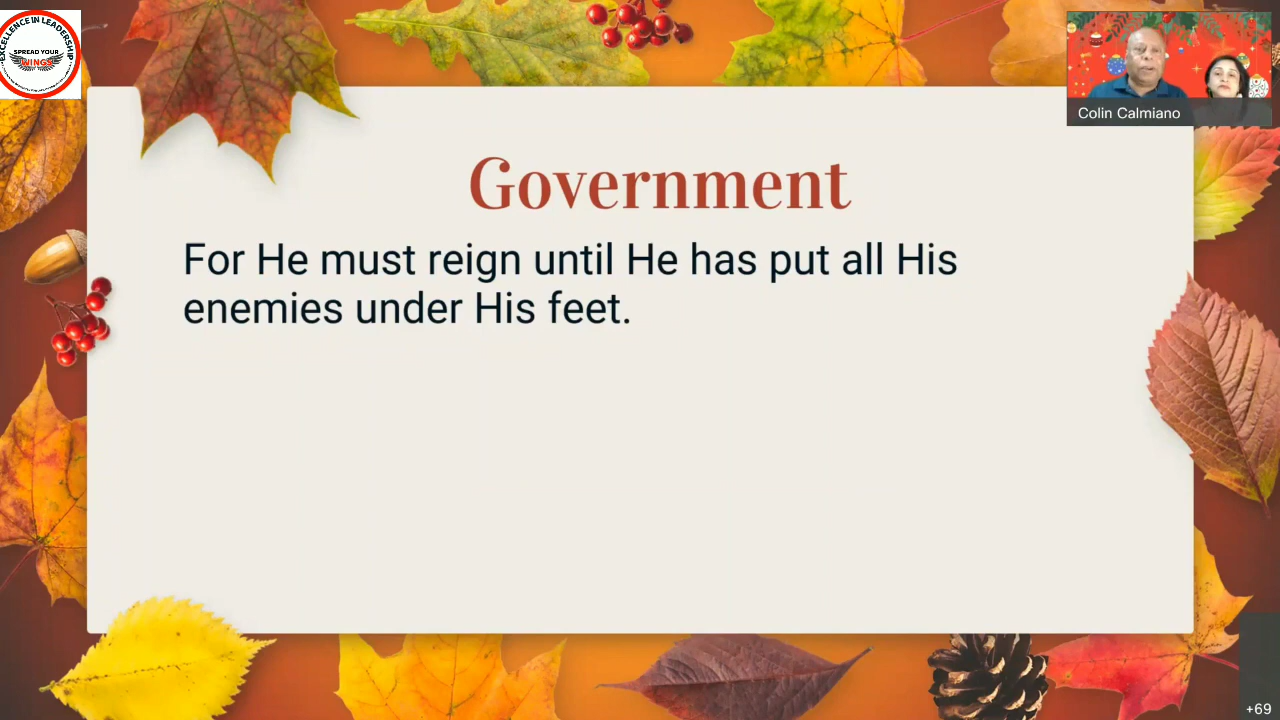 EXCELLENCE IN LEADERSHIP
SPREAD YOUR
WINGS
Colin Calmiano
Government
For He must reign until He has put all His
enemies under His feet.
+69